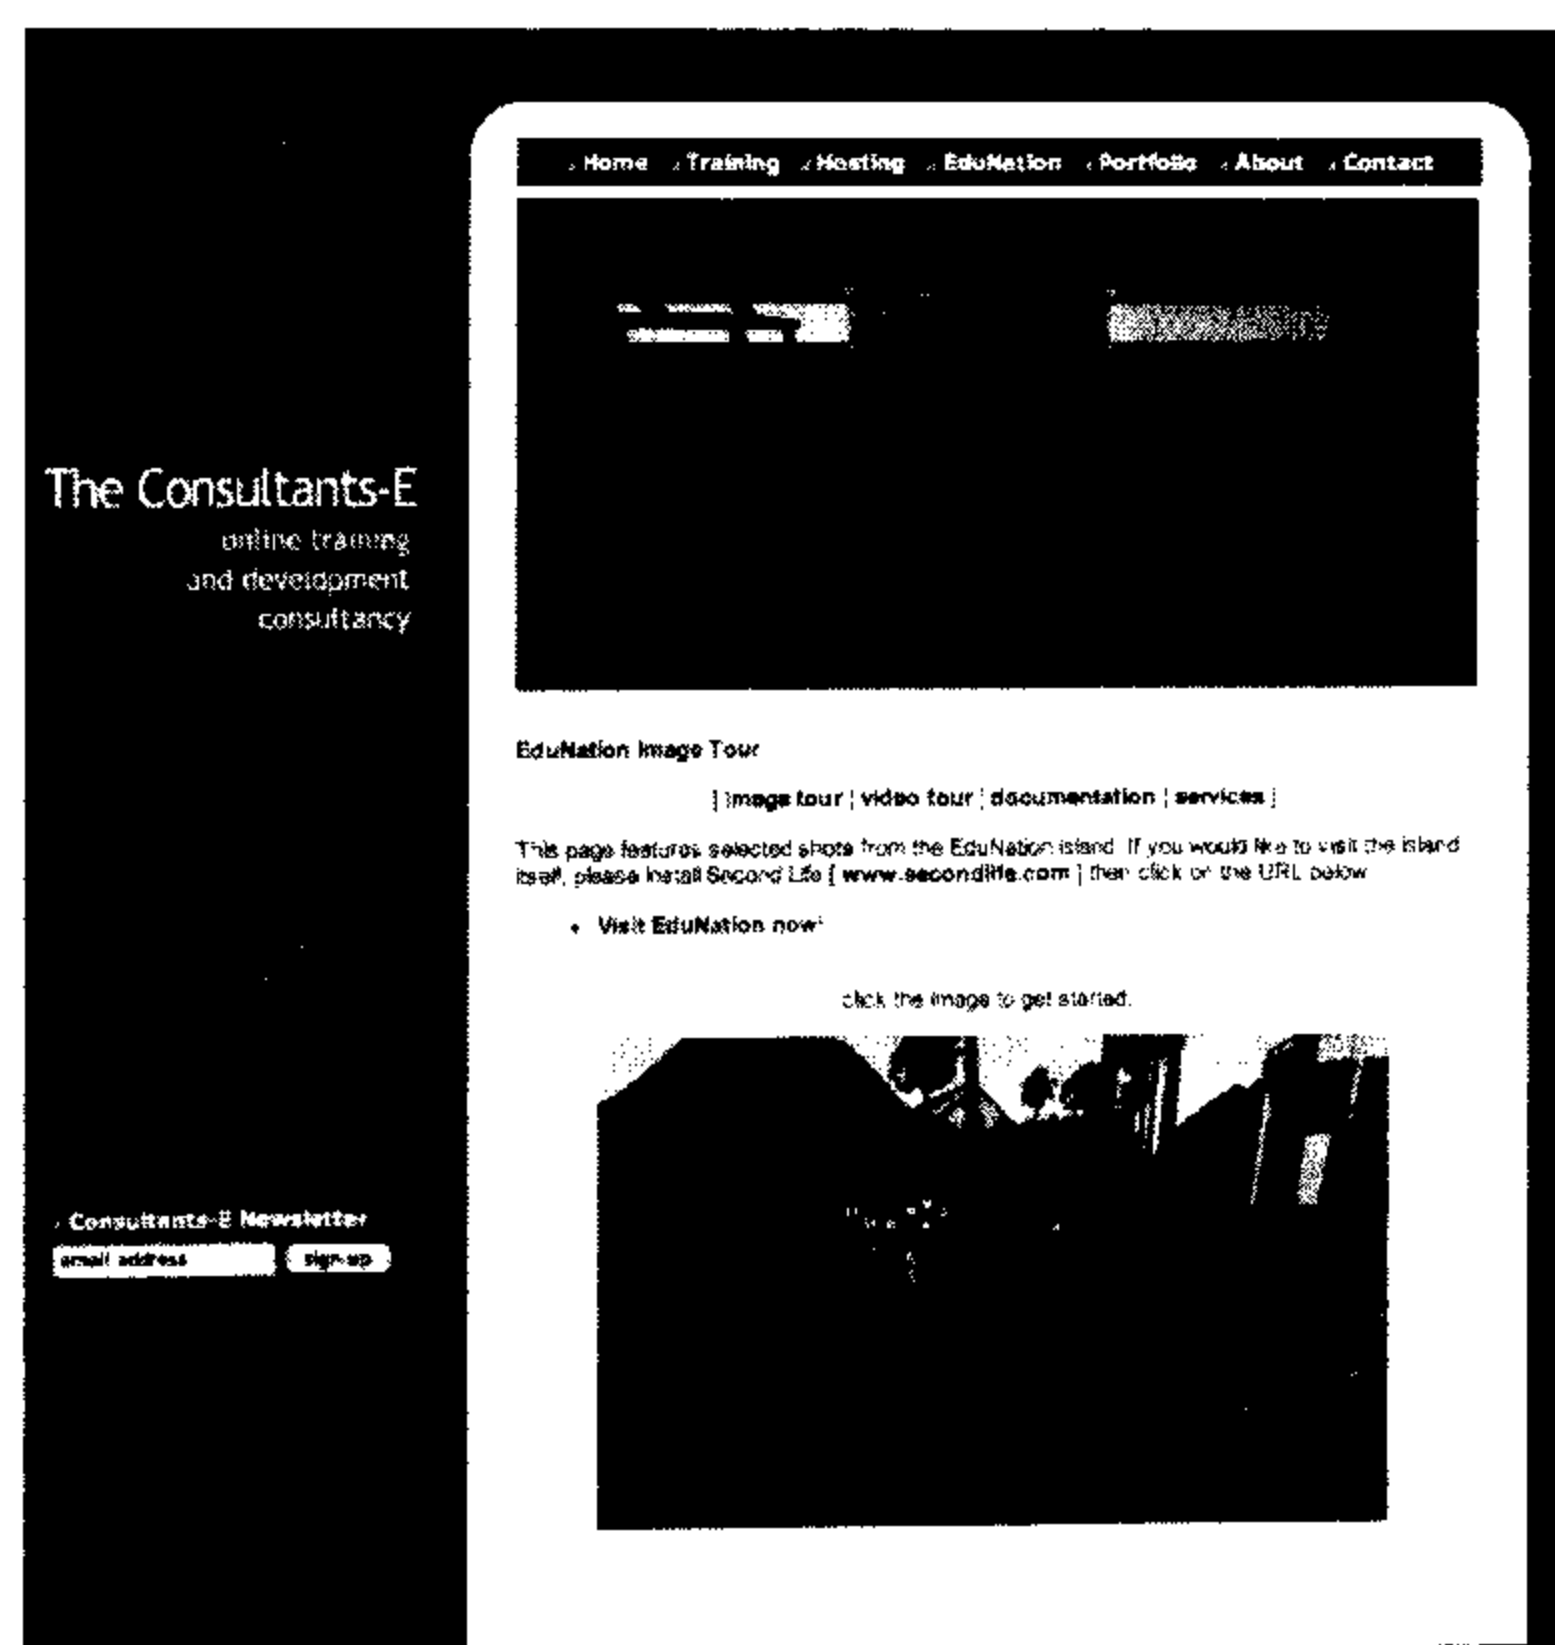 Home Training Hosting EduNation Portfolio About Contact
The Consultants-E
online training
and development
consultancy
EduNation Image Tour
[ image tour | video tour | documentation | services ]
This page features selected shots from the EduNation island. If you would like to visit the island
itself, please install Second Life [ www.secondlife.com ] then click on the URL below
• Visit EduNation now!
click the image to get started.
Consultants-E Newsletter
email address sign-up